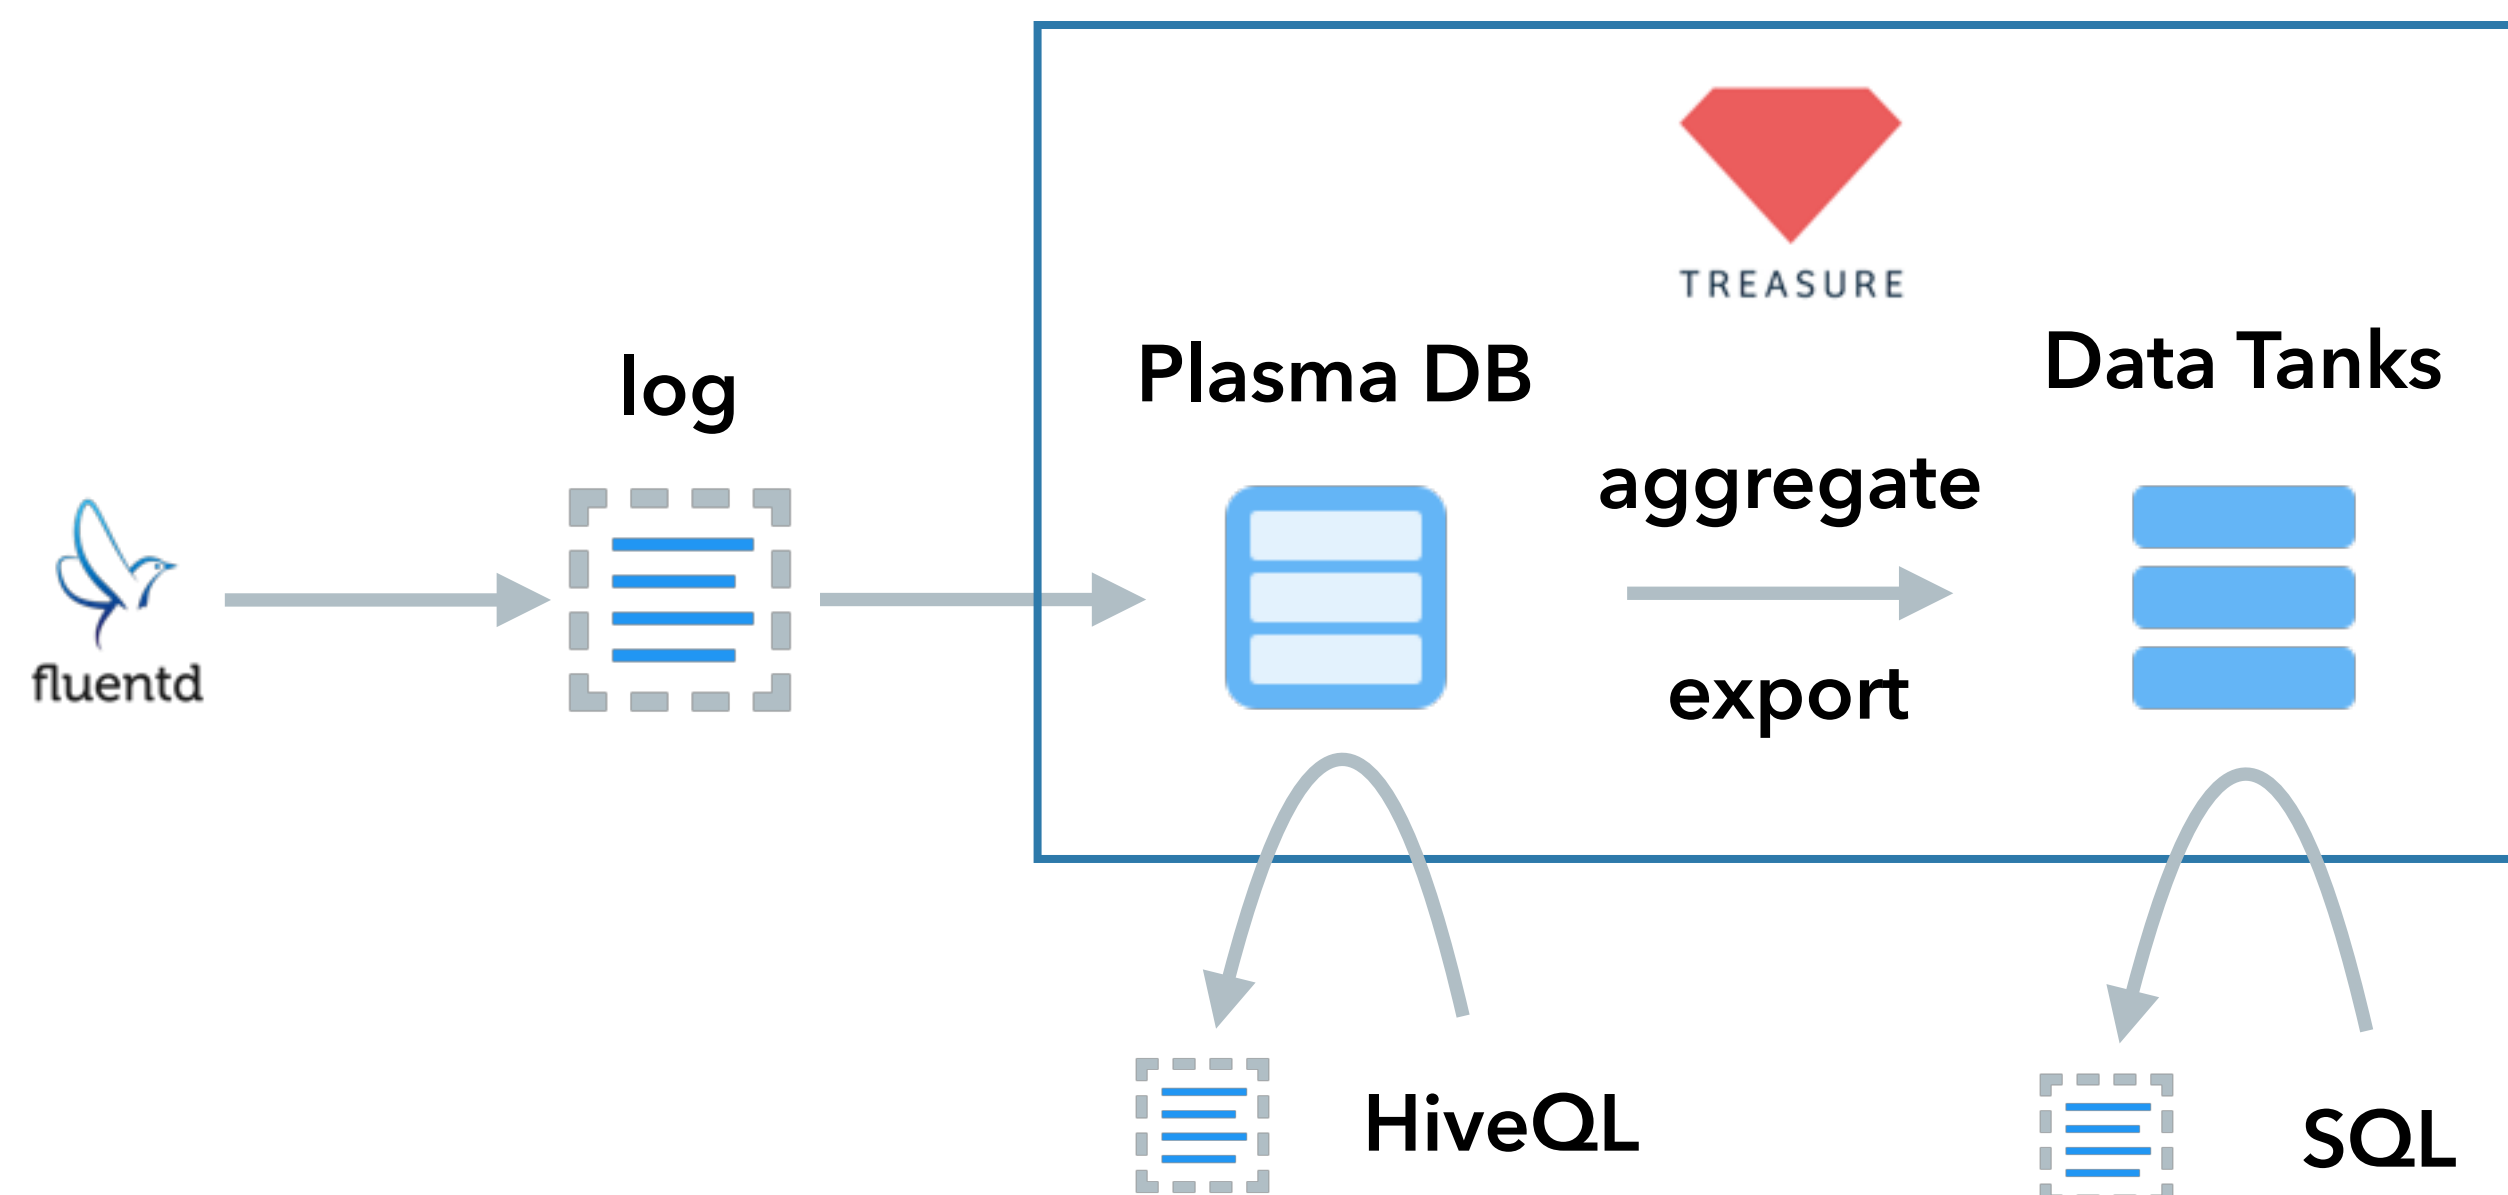 TREASURE
log
Plasma DB
Data Tanks
aggregate
export
fluentd
HiveQL
SQL